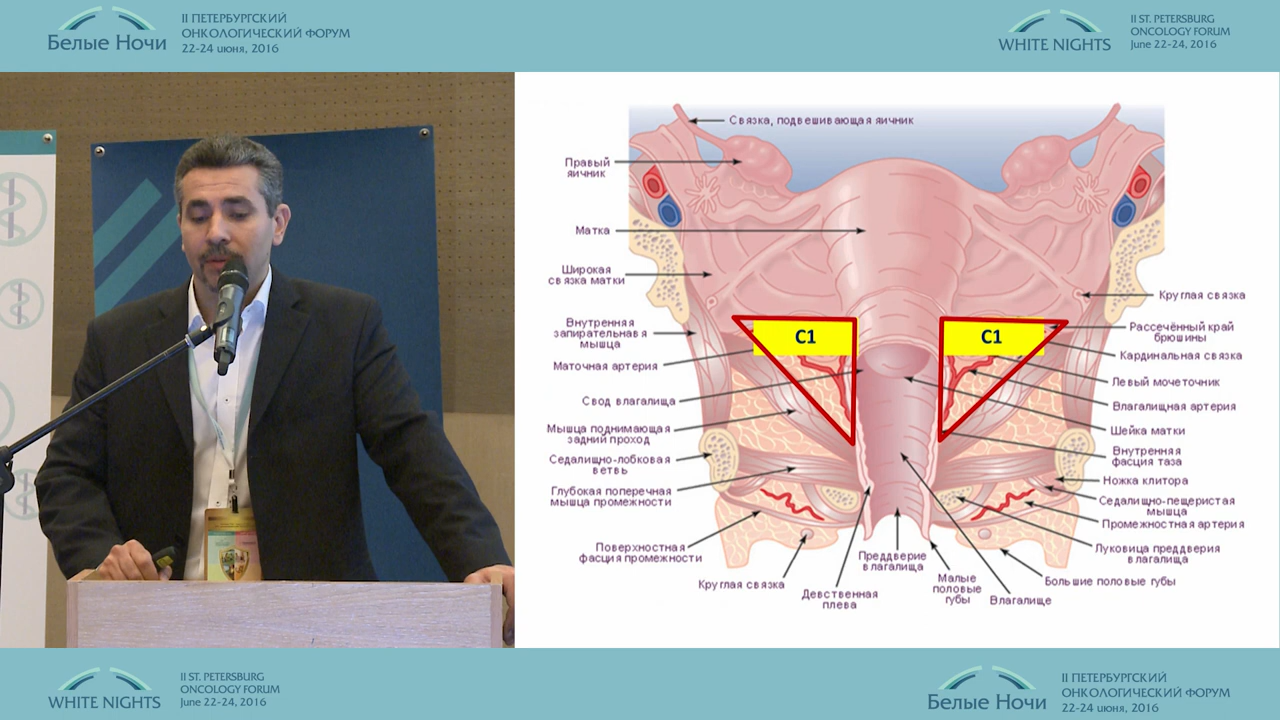 Белые Ночи
II ПЕТЕРБУРГСКИЙ
ОНКОЛОГИЧЕСКИЙ ФОРУМ
22-24 июня, 2016
WHITE NIGHTS
II ST. PETERSBURG
ONCOLOGY FORUM
June 22-24, 2016
Связка, подвешивающая яичник
Правый
яичник
Матка
Широкая
связка матки
Внутренняя
запирательная
мышца
Маточная артерия
Свод влагалища
Мышца поднимающая
задний проход
Седалищно-лобковая
ветвь
Глубокая поперечная
мышца промежности
Поверхностная
фасция промежности
Круглая связка
Девственная
плева
Преддверие
влагалища
Малые
половые
губы
Влагалище
C1
C1
Круглая связка
Рассечённый край
брюшины
Кардинальная связка
Левый мочеточник
Влагалищная артерия
Шейка матки
Внутренняя
фасция таза
Ножка клитора
Седалищно-пещеристая
мышца
Промежностная артерия
Луковица преддверия
влагалища
Большие половые губы
WHITE NIGHTS
II ST. PETERSBURG
ONCOLOGY FORUM
June 22-24, 2016
Белые Ночи
II ПЕТЕРБУРГСКИЙ
ОНКОЛОГИЧЕСКИЙ ФОРУМ
22-24 июня, 2016